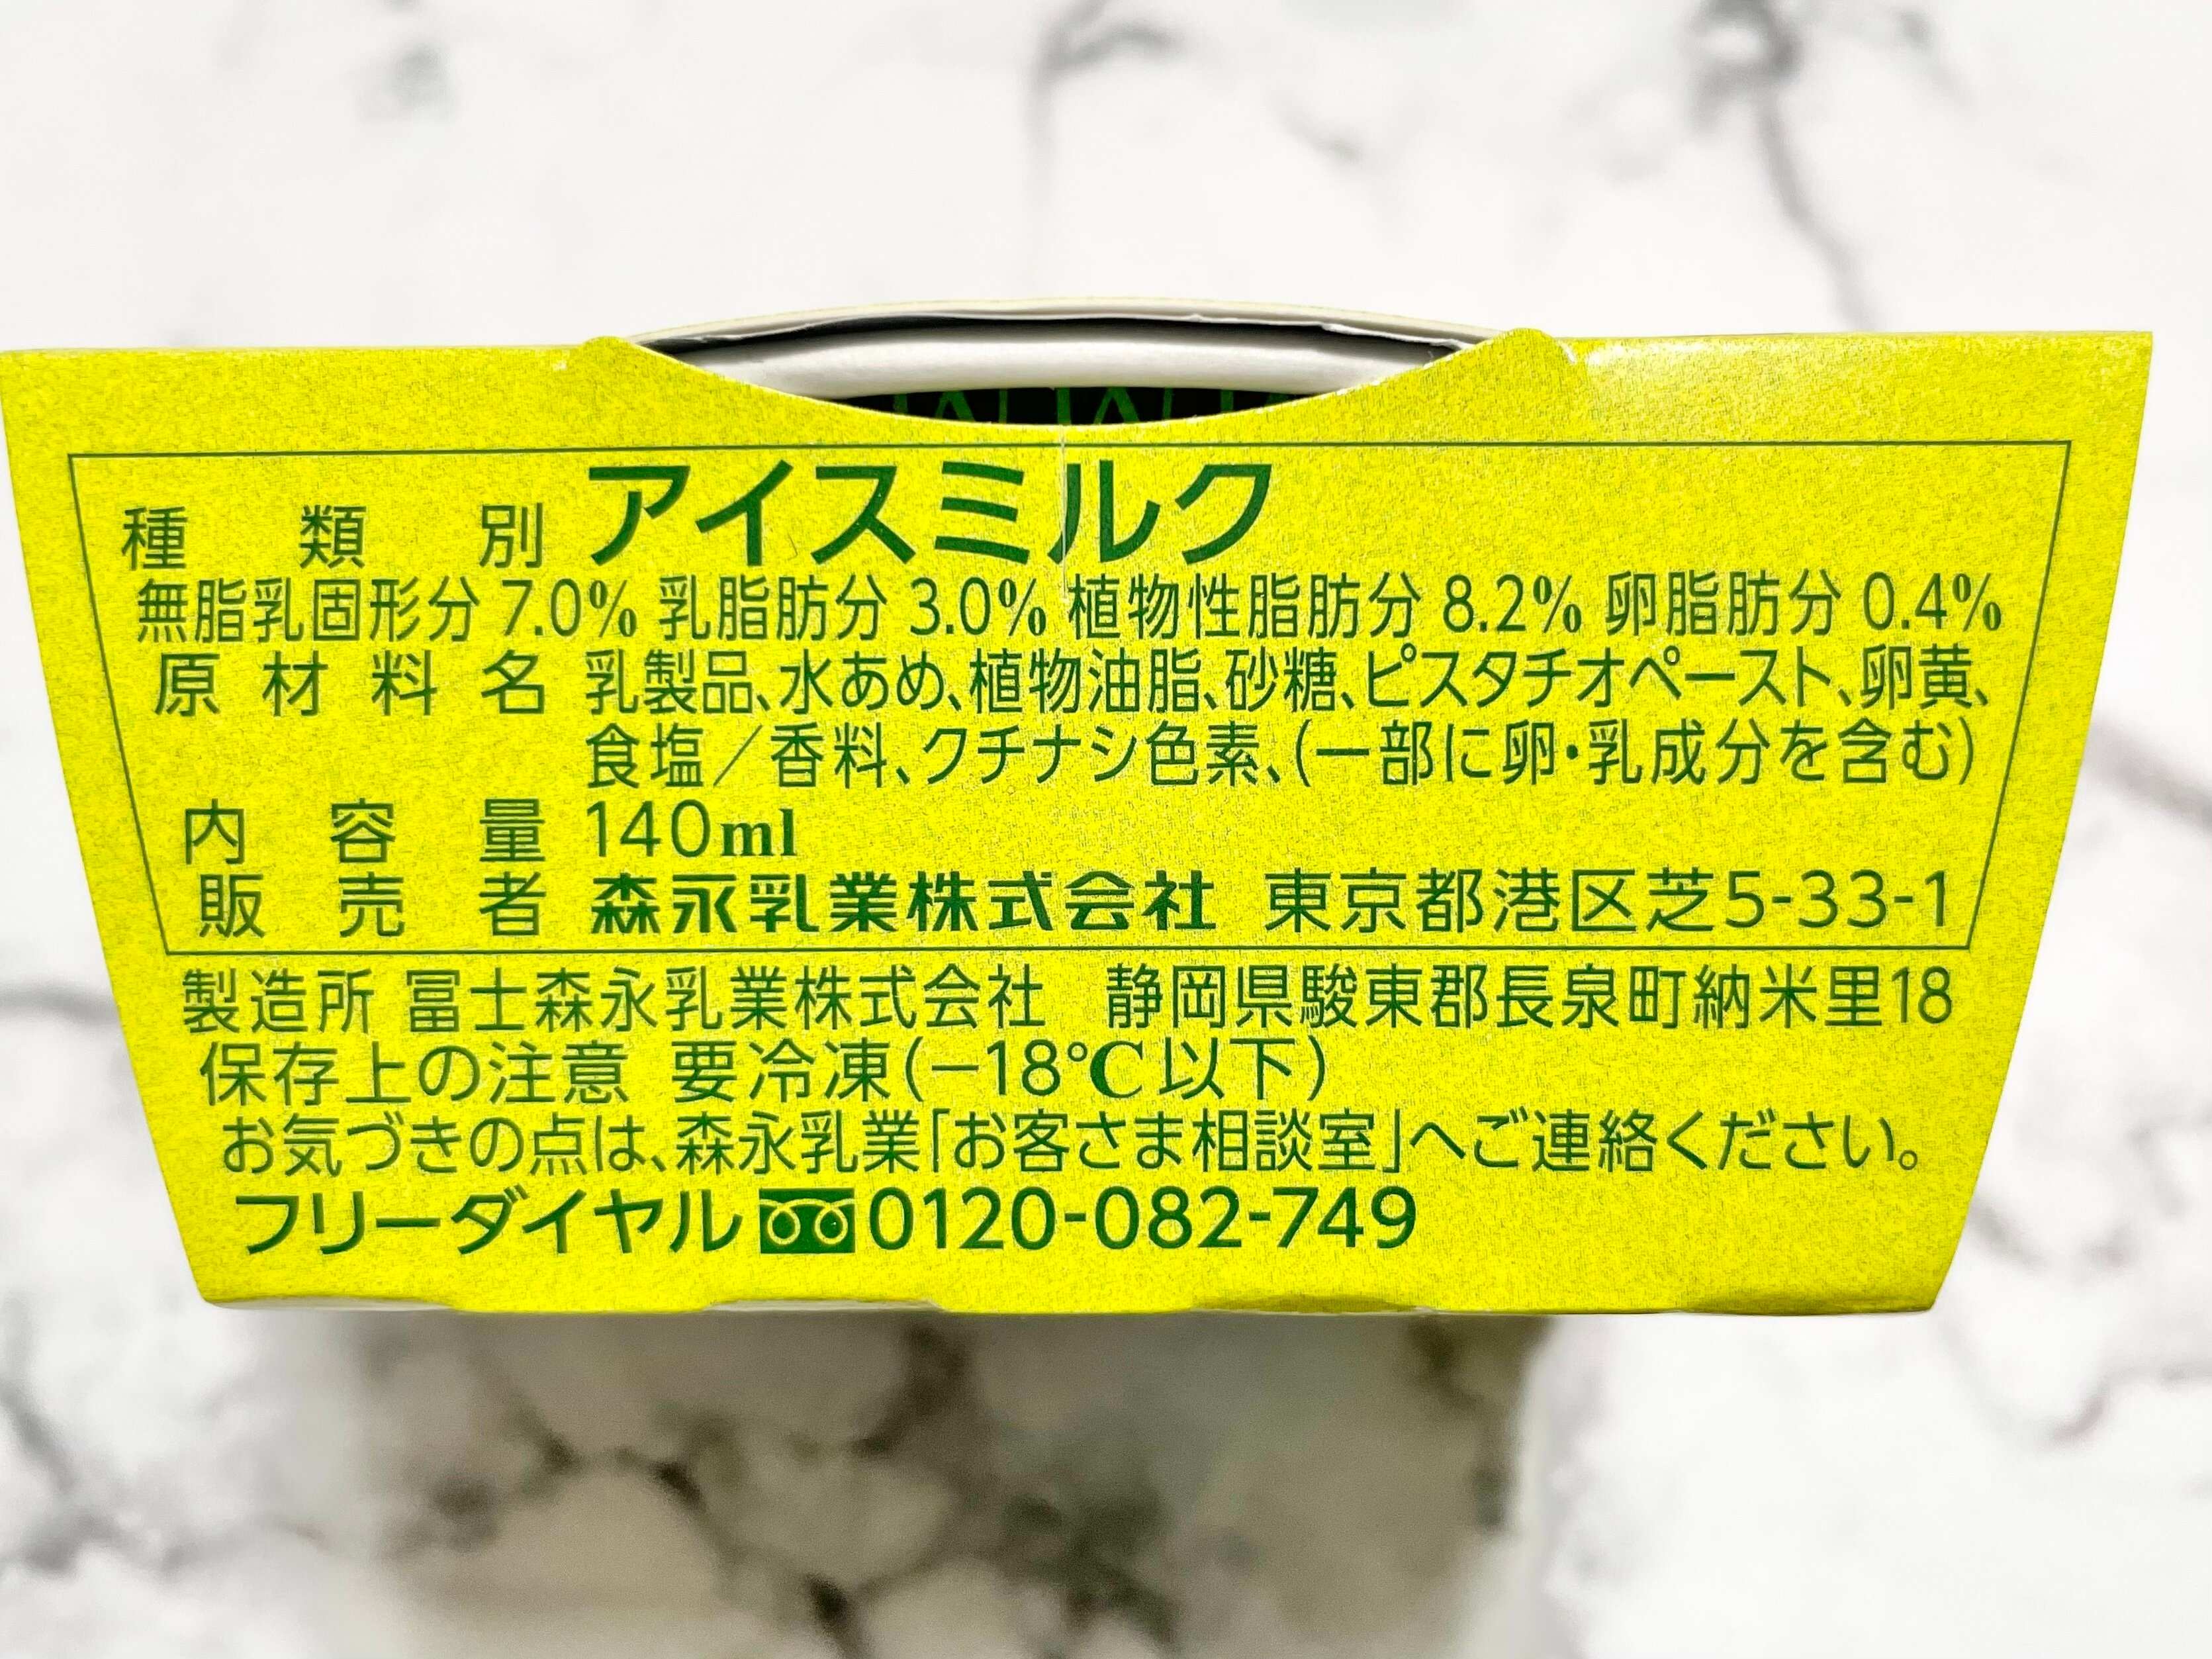 種類別 アイスミルク
無脂乳固形分 7.0% 乳脂肪分 3.0% 植物性脂肪分 8.2% 卵脂肪分 0.4%
原材料名 乳製品、水あめ、植物油脂、砂糖、ピスタチオペースト、卵黄、
食塩／香料、クチナシ色素、(一部に卵・乳成分を含む)
内容量 140ml
販売者 森永乳業株式会社 東京都港区芝5-33-1
製造所 冨士森永乳業株式会社 静岡県駿東郡長泉町納米里18
保存上の注意 要冷凍(−18℃以下)
お気づきの点は、森永乳業「お客さま相談室」へご連絡ください。
フリーダイヤル 0120-082-749